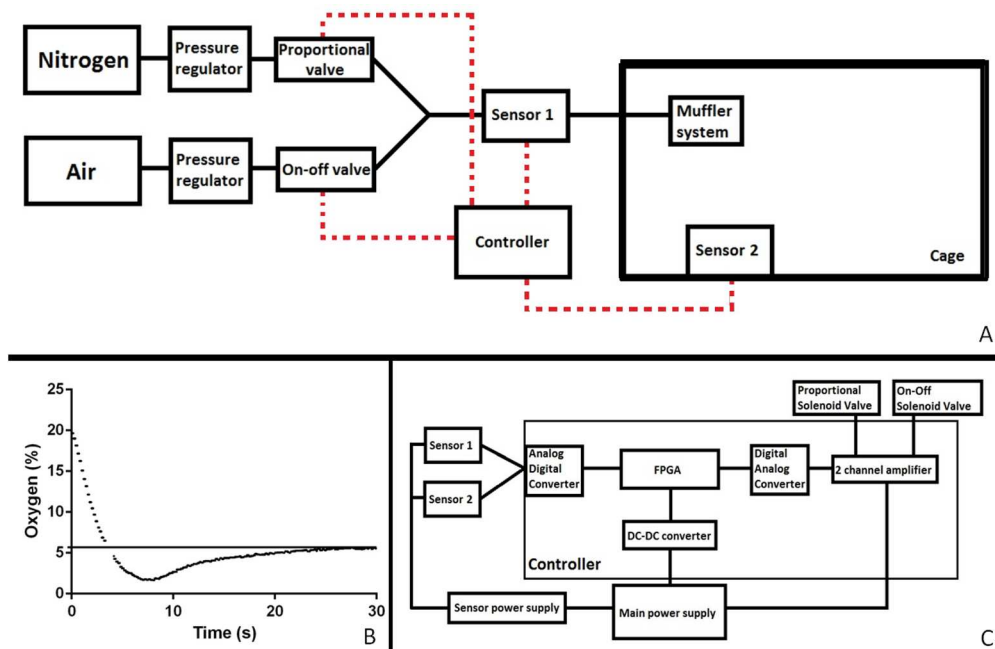 Nitrogen
Pressure
regulator
Proportional
valve
Sensor 1
Muffler
system
Air
Pressure
regulator
On-off valve
Controller
Sensor 2
Cage
A
Oxygen (%)
25
20
15
10
5
0
0
10
20
30
Time (s)
B
Proportional
Solenoid Valve
On-Off
Solenoid Valve
Sensor 1
Sensor 2
Analog
Digital
Converter
FPGA
Digital
Analog
Converter
2 channel amplifier
DC-DC converter
Controller
Sensor power supply
Main power supply
C